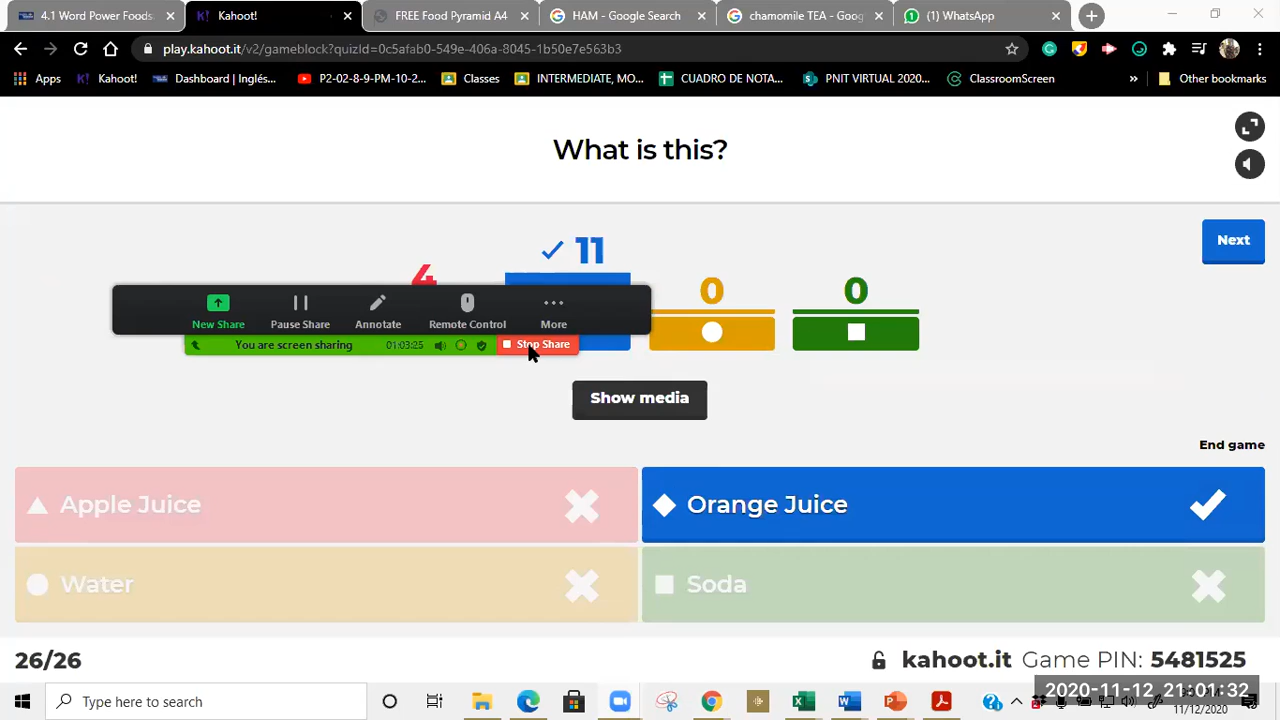 4.1 Word Power Foods
Kahoot!
FREE Food Pyramid A4
HAM - Google Search
chamomile TEA - Goog
(1) WhatsApp
play.kahoot.it/v2/gameblock?quizId=0c5afab0-549e-406a-8045-1b50e7e563b3
Apps
Kahoot!
Dashboard | Inglés...
P2-02-8-9-PM-10-2...
Classes
INTERMEDIATE, MO...
CUADRO DE NOTA...
PNIT VIRTUAL 2020...
ClassroomScreen
»
Other bookmarks
What is this?
Next
4
11
0
0
New Share
Pause Share
Annotate
Remote Control
More
You are screen sharing
01:03:25
Stop Share
Show media
End game
Apple Juice
Orange Juice
Water
Soda
26/26
kahoot.it Game PIN: 5481525
Type here to search
2020-11-12 21:01:32
11/12/2020